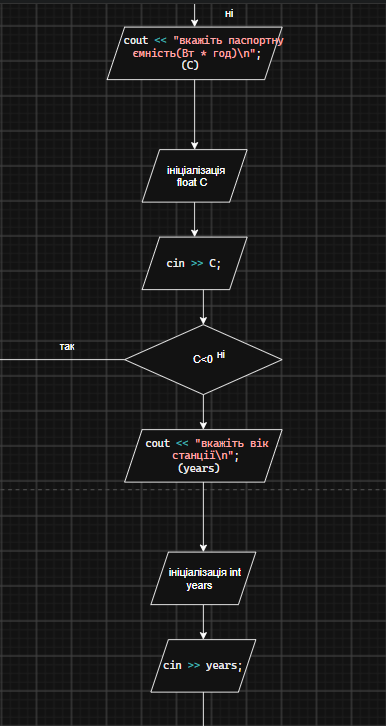 ні
cout << "вкажіть паспортну
ємність(Вт * год)\n";
(C)
ініціалізація
float C
cin >> C;
так
C<0 ні
cout << "вкажіть вік
станції\n";
(years)
ініціалізація int
years
cin >> years;